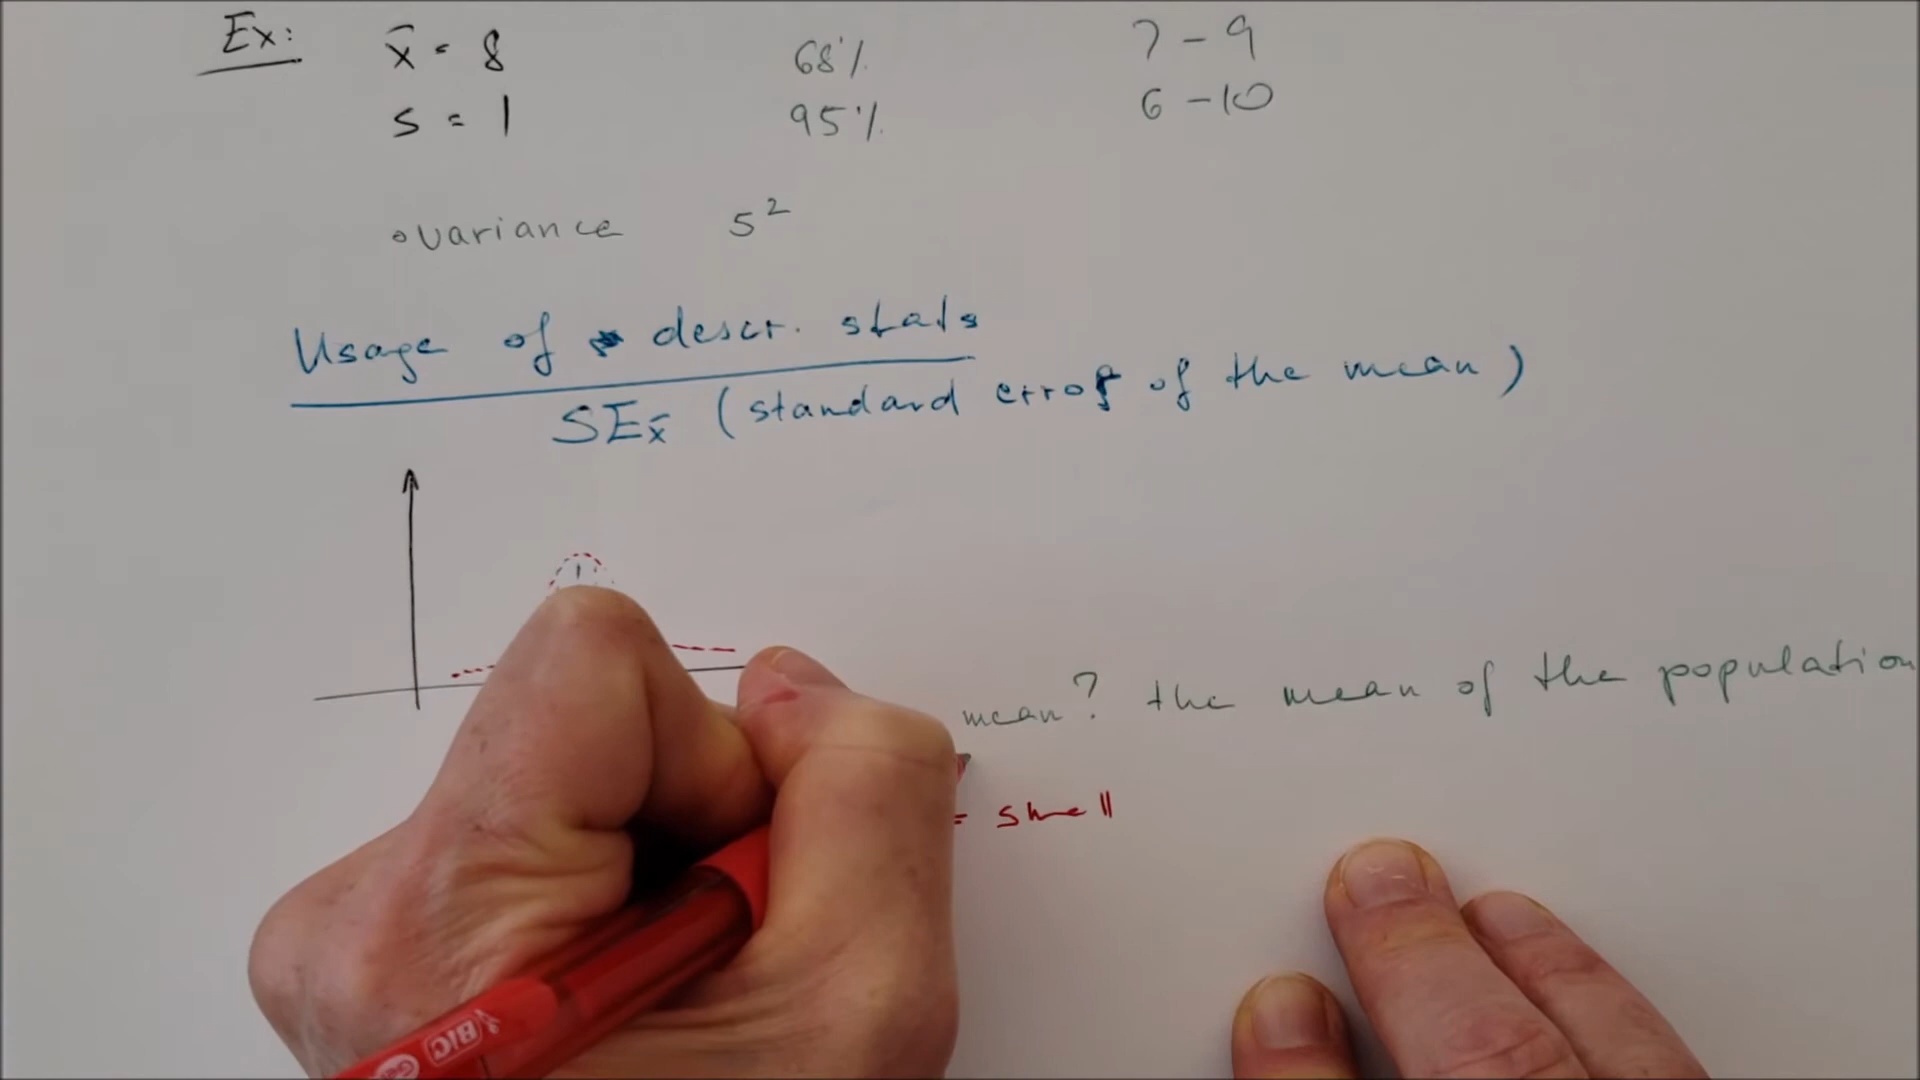 Ex: x̄ = 8 68% 7 - 9
s = 1 95% 6 - 10
• variance s²
Usage of descr. stats
SEx̄ (standard error of the mean)
mean? the mean of the population
= small
BIC